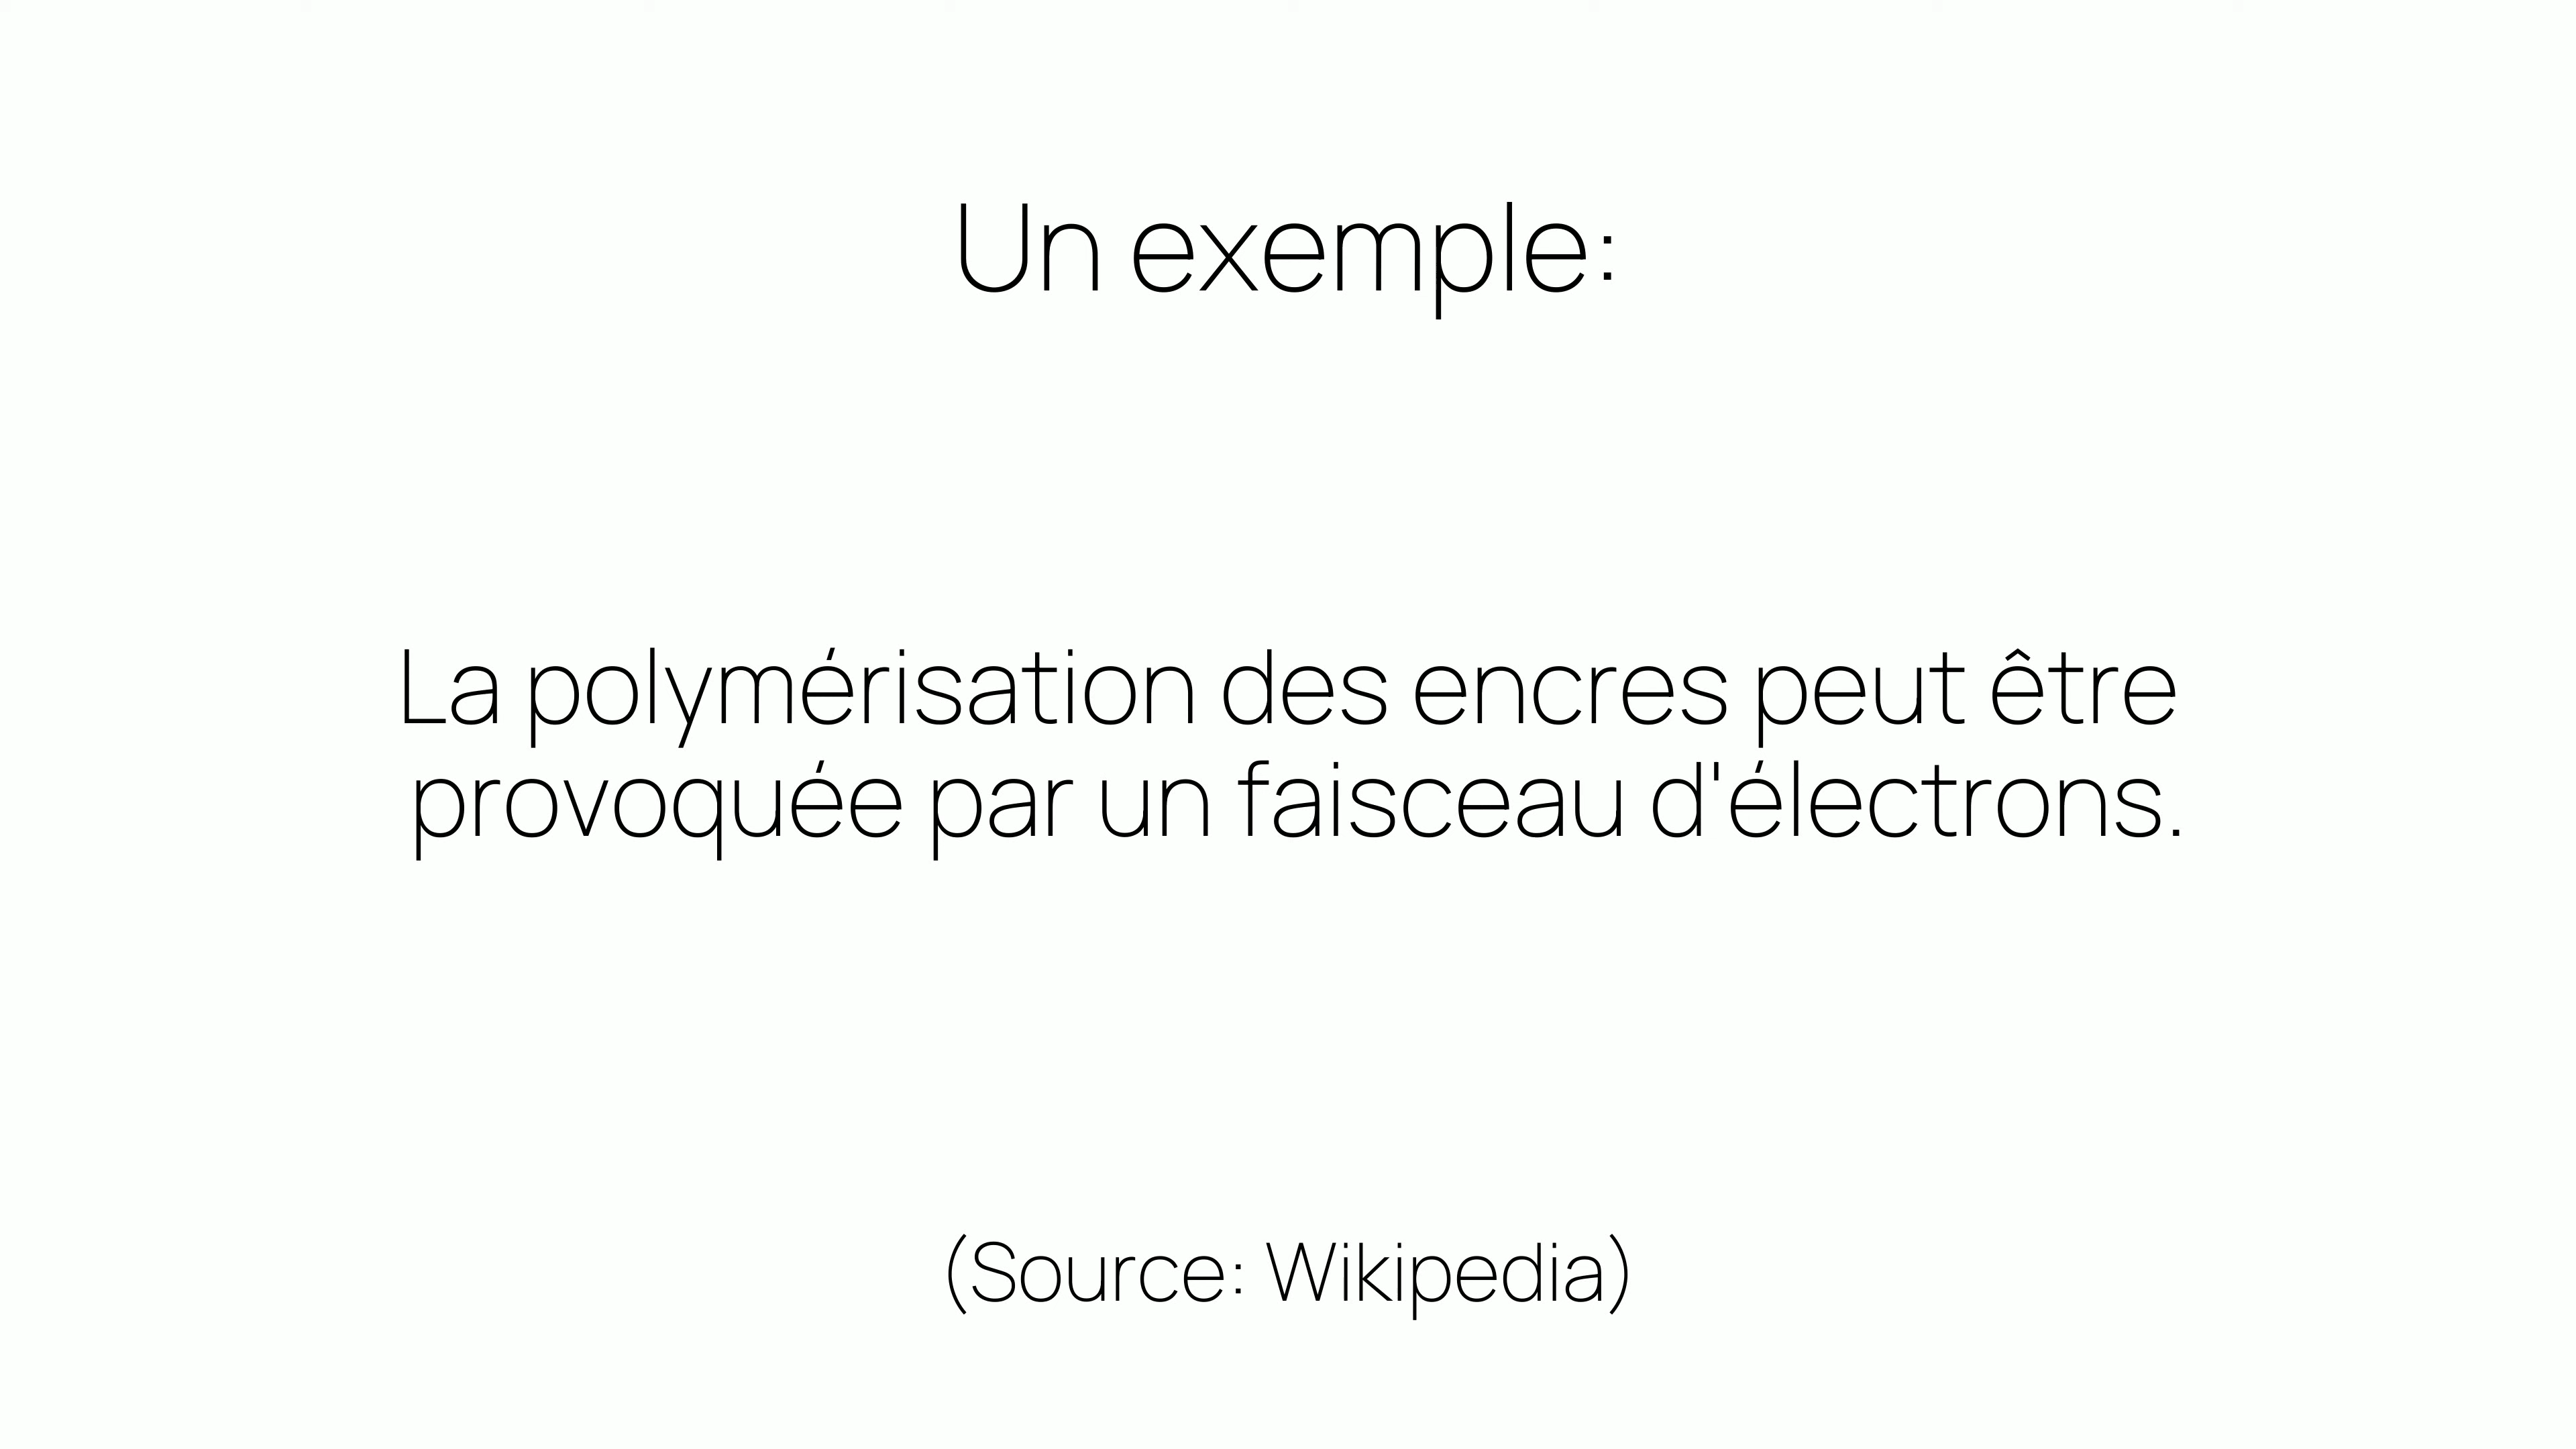 Un exemple:
La polymérisation des encres peut être
provoquée par un faisceau d'électrons.
(Source: Wikipedia)